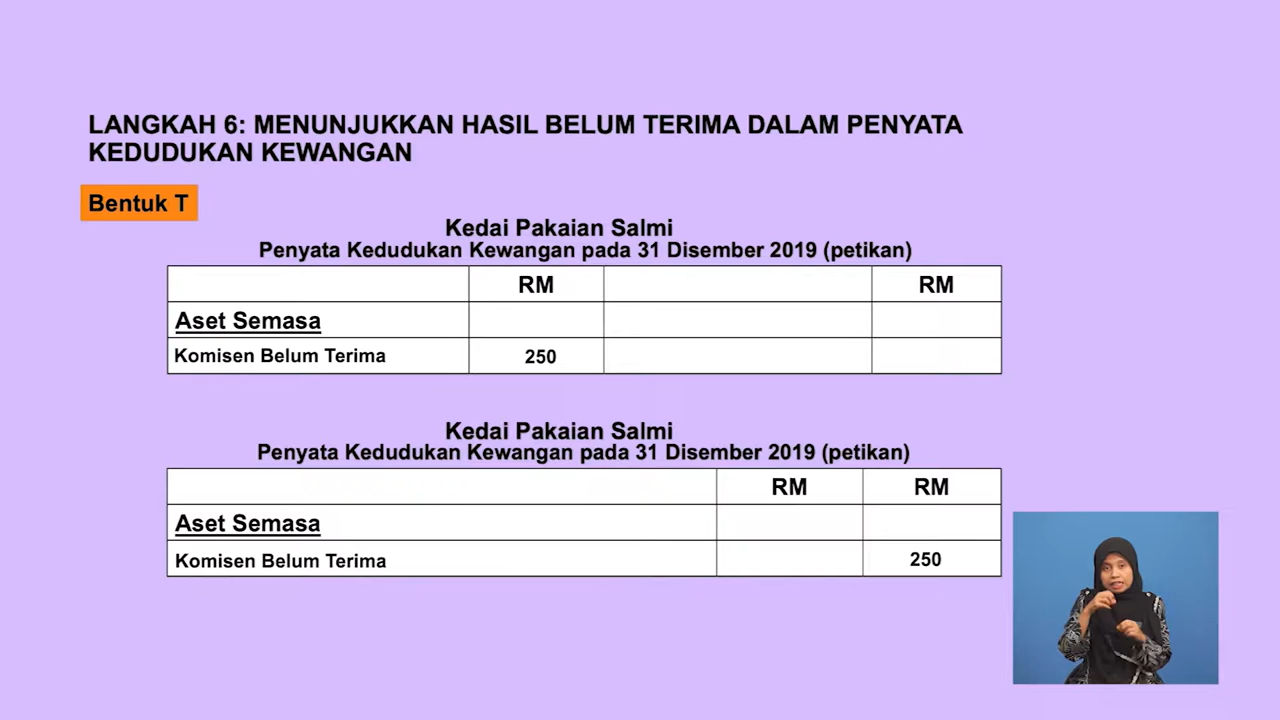 LANGKAH 6: MENUNJUKKAN HASIL BELUM TERIMA DALAM PENYATA
KEDUDUKAN KEWANGAN
Bentuk T
Kedai Pakaian Salmi
Penyata Kedudukan Kewangan pada 31 Disember 2019 (petikan)
RM RM
Aset Semasa
Komisen Belum Terima 250
Kedai Pakaian Salmi
Penyata Kedudukan Kewangan pada 31 Disember 2019 (petikan)
RM RM
Aset Semasa
Komisen Belum Terima 250